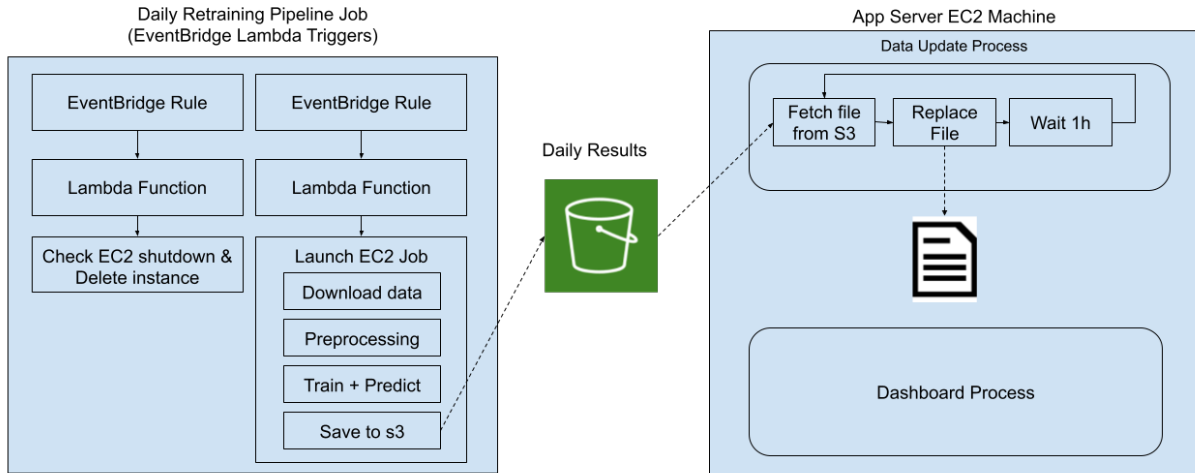 Daily Retraining Pipeline Job
(EventBridge Lambda Triggers)
EventBridge Rule
Lambda Function
Check EC2 shutdown &
Delete instance
EventBridge Rule
Lambda Function
Launch EC2 Job
Download data
Preprocessing
Train + Predict
Save to s3
Daily Results
App Server EC2 Machine
Data Update Process
Fetch file
from S3
Replace
File
Wait 1h
Dashboard Process